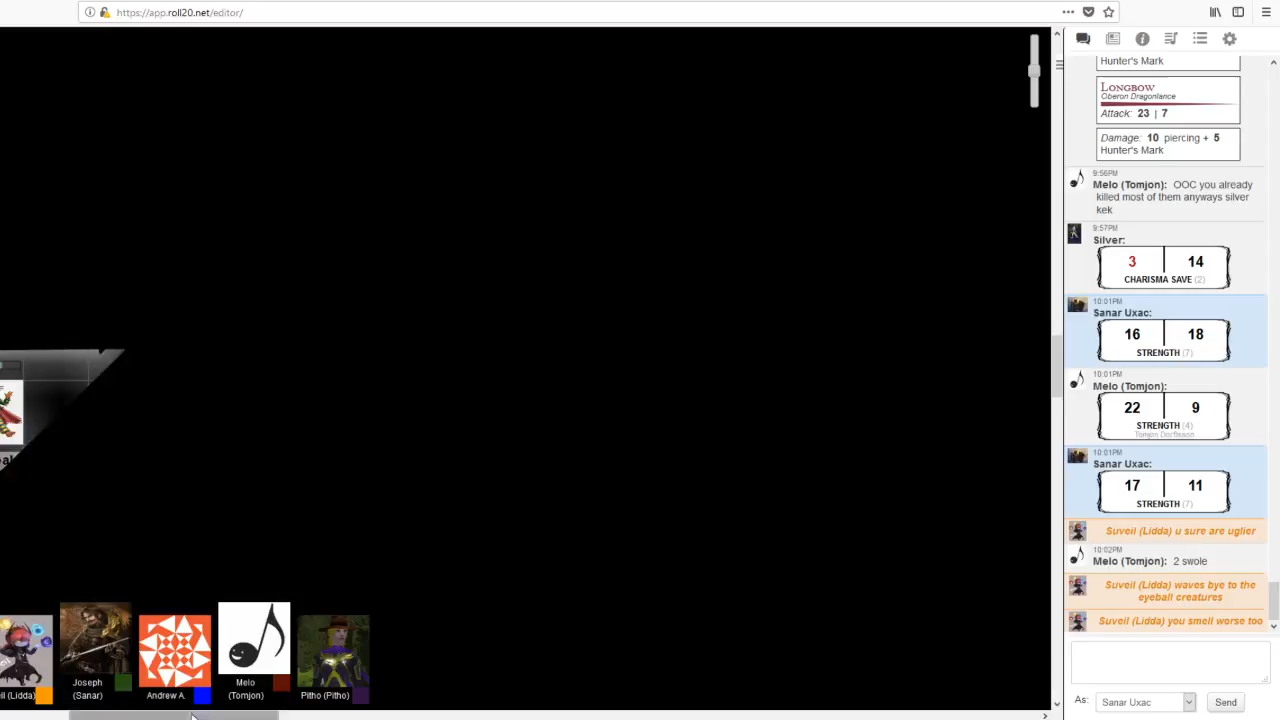 https://app.roll20.net/editor/
Hunter's Mark
LONGBOW
Oberon Dragonlance
Attack: 23 | 7
Damage: 10 piercing + 5
Hunter's Mark
9:56PM
Melo (Tomjon): OOC you already
killed most of them anyways silver
kek
9:57PM
Silver:
3 14
CHARISMA SAVE (2)
10:01PM
Sanar Uxac:
16 18
STRENGTH (7)
10:01PM
Melo (Tomjon):
22 9
STRENGTH (4)
10:01PM
Sanar Uxac:
17 11
STRENGTH (7)
Suveil (Lidda) u sure are uglier
10:02PM
Melo (Tomjon): 2 swole
Suveil (Lidda) waves bye to the
eyeball creatures
Suveil (Lidda) you smell worse too
As: Sanar Uxac Send
il (Lidda)
Joseph
(Sanar)
Andrew A.
Melo
(Tomjon)
Pitho (Pitho)